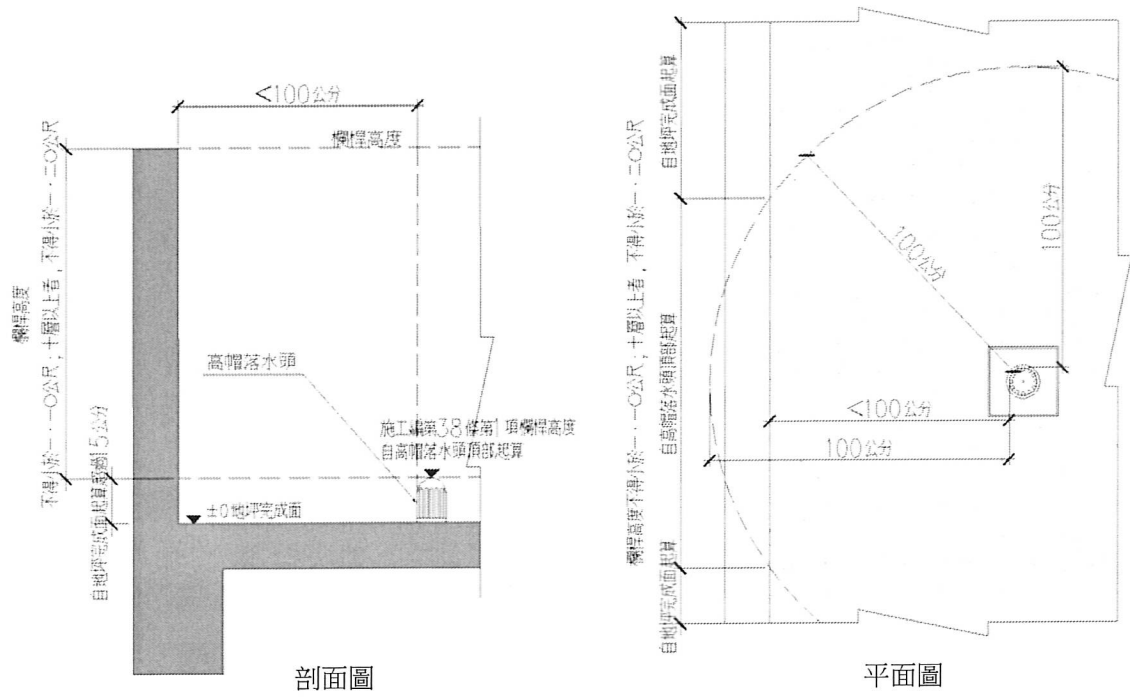 <100公分
欄桿高度
欄桿高度
不得小於一．一〇公尺；十層以上者，不得小於一．二〇公尺
自地坪完成面起算超過15公分
高帽落水頭
施工編第38條第1項欄桿高度
自高帽落水頭頂部起算
±0地坪完成面
剖面圖
自地坪完成面起算
自高帽落水頭頂部起算
自地坪完成面起算
欄桿高度不得小於一．一〇公尺；十層以上者，不得小於一．二〇公尺
100公分
100公分
<100公分
100公分
平面圖